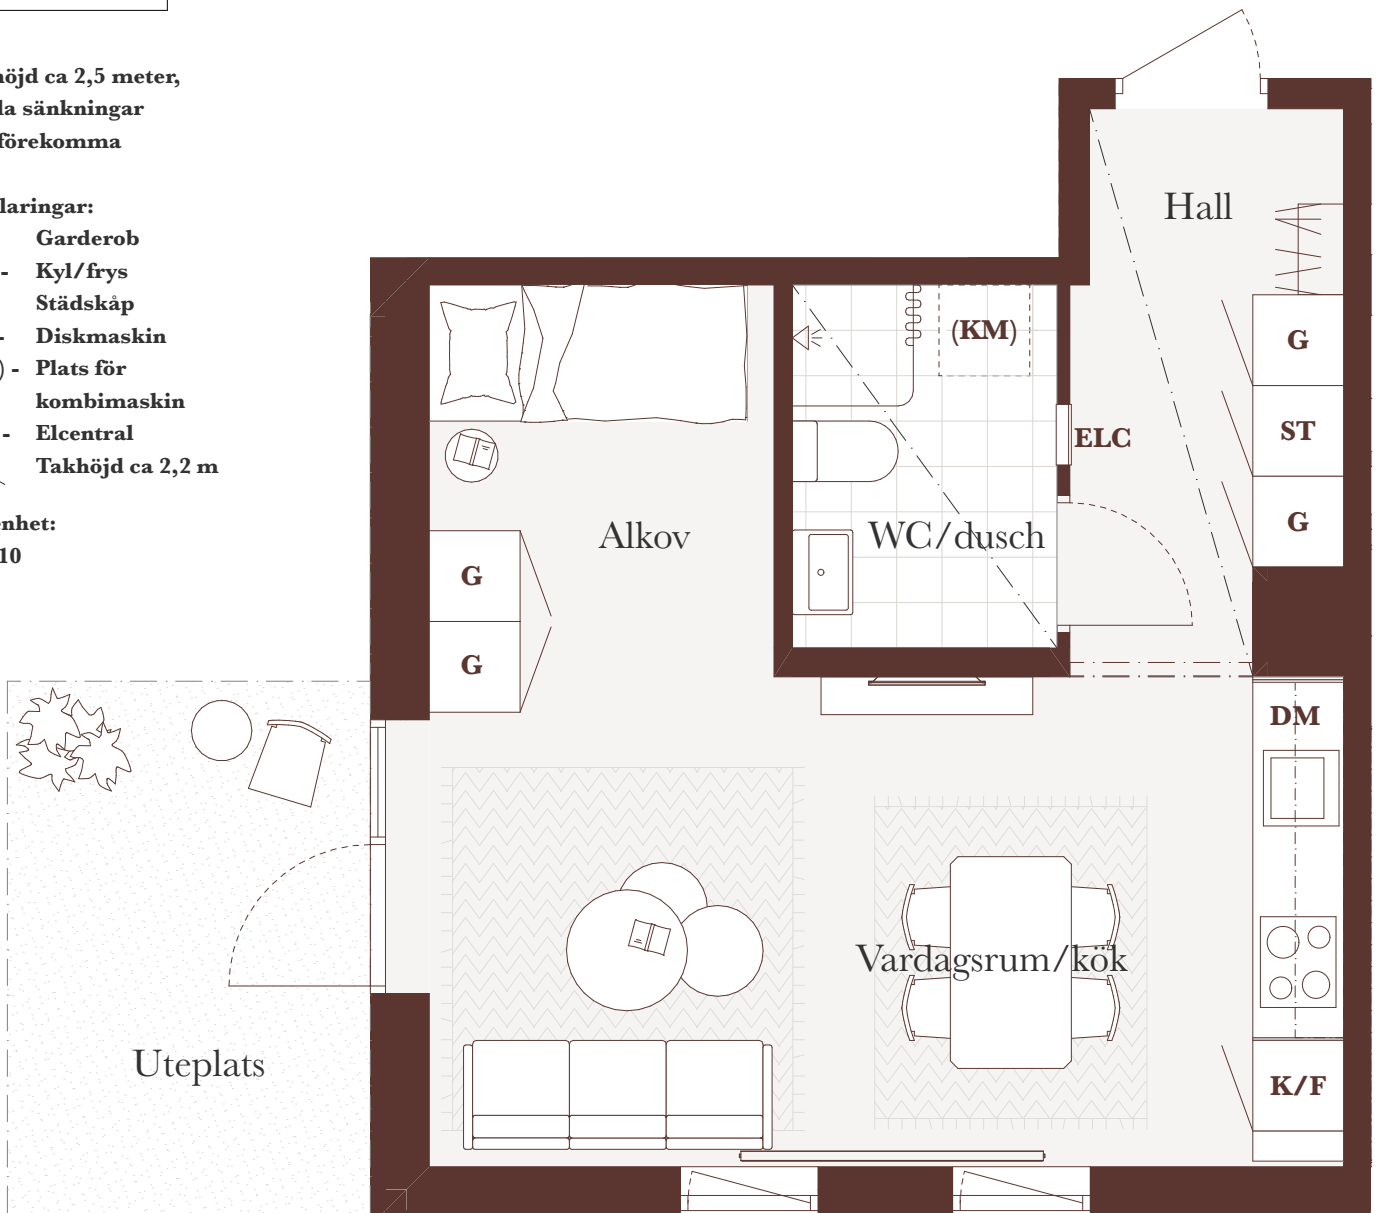 höjd ca 2,5 meter,
la sänkningar
förekomma
laringar:
Garderob
- Kyl/frys
Städskåp
- Diskmaskin
) - Plats för
kombimaskin
- Elcentral
Takhöjd ca 2,2 m
enhet:
10
Hall
(KM)
G
ELC
ST
G
Alkov
WC/dusch
G
G
DM
Vardagsrum/kök
Uteplats
K/F